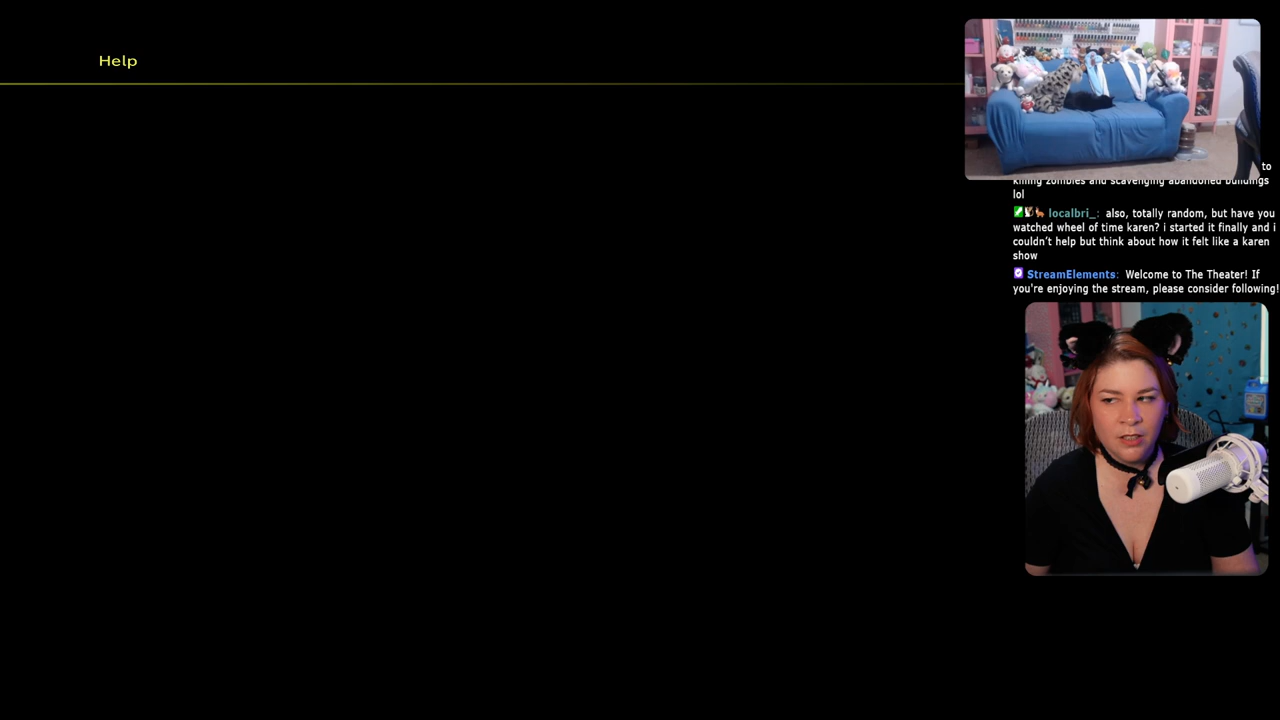 Help
to
killing zombies and scavenging abandoned buildings
lol
localbri_: also, totally random, but have you
watched wheel of time karen? i started it finally and i
couldn't help but think about how it felt like a karen
show
StreamElements: Welcome to The Theater! If
you're enjoying the stream, please consider following!